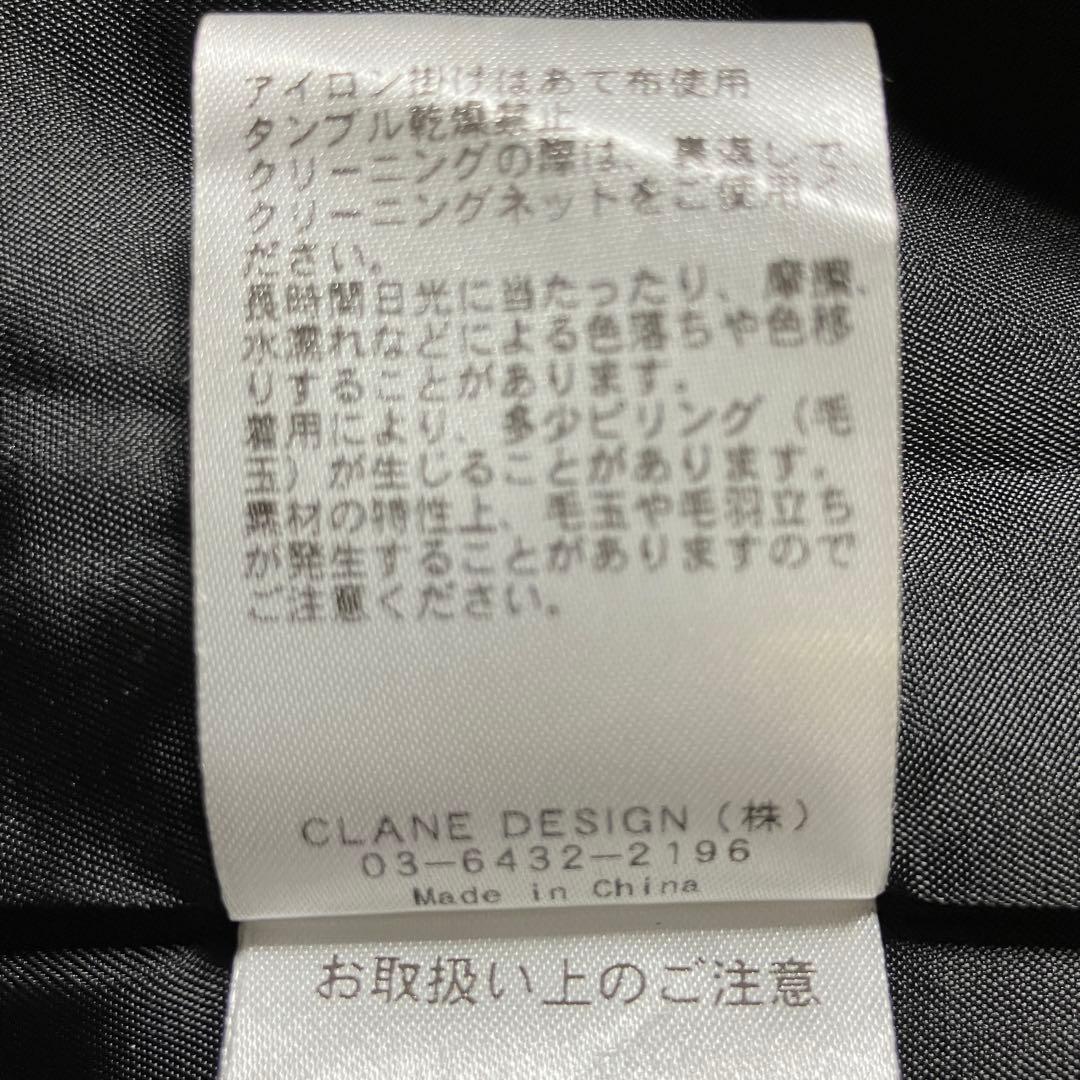 アイロン掛けはあて布使用
タンブル乾燥禁止
クリーニングの際は、裏返して
クリーニングネットをご使用く
ださい。
長時間日光に当たったり、摩擦、
水濡れなどによる色落ちや色移
りすることがあります。
着用により、多少ピリング（毛
玉）が生じることがあります。
素材の特性上、毛玉や毛羽立ち
が発生することがありますので
ご注意ください。
CLANE DESIGN（株）
03-6432-2196
Made in China
お取扱い上のご注意